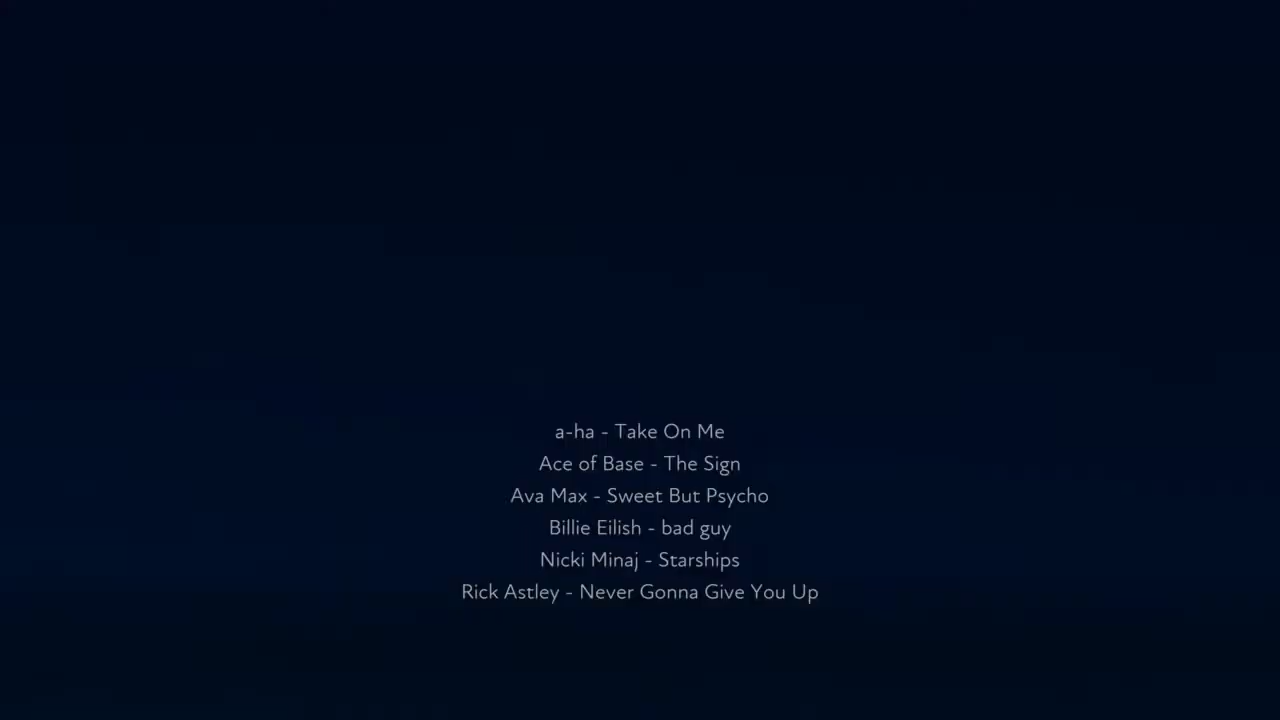 a-ha - Take On Me
Ace of Base - The Sign
Ava Max - Sweet But Psycho
Billie Eilish - bad guy
Nicki Minaj - Starships
Rick Astley - Never Gonna Give You Up